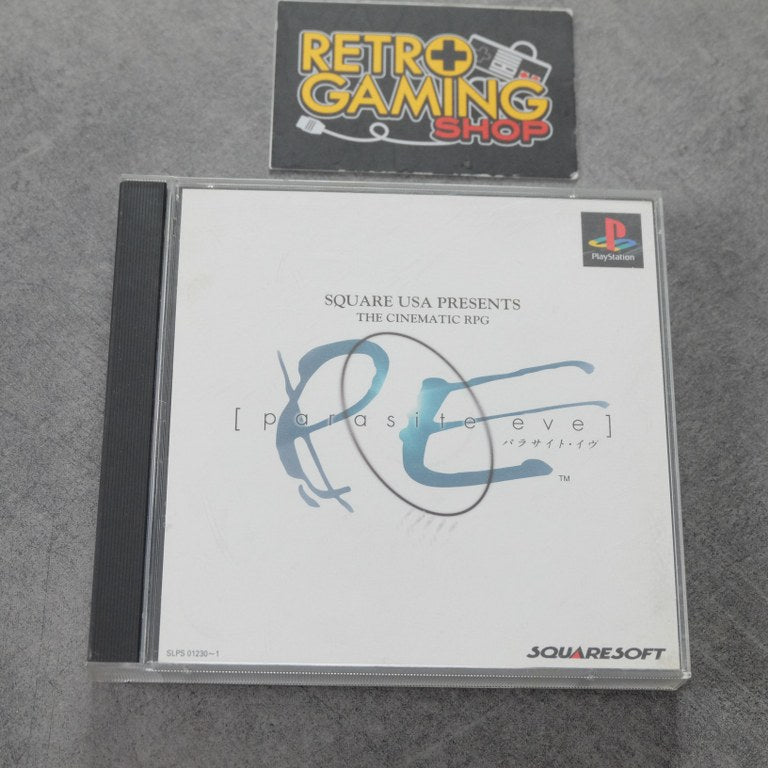 RETRO
GAMING
SHOP
PlayStation
SQUARE USA PRESENTS
THE CINEMATIC RPG
PE
[ parasite eve ]
パラサイト・イヴ
TM
SLPS 01230~1
SQUARESOFT